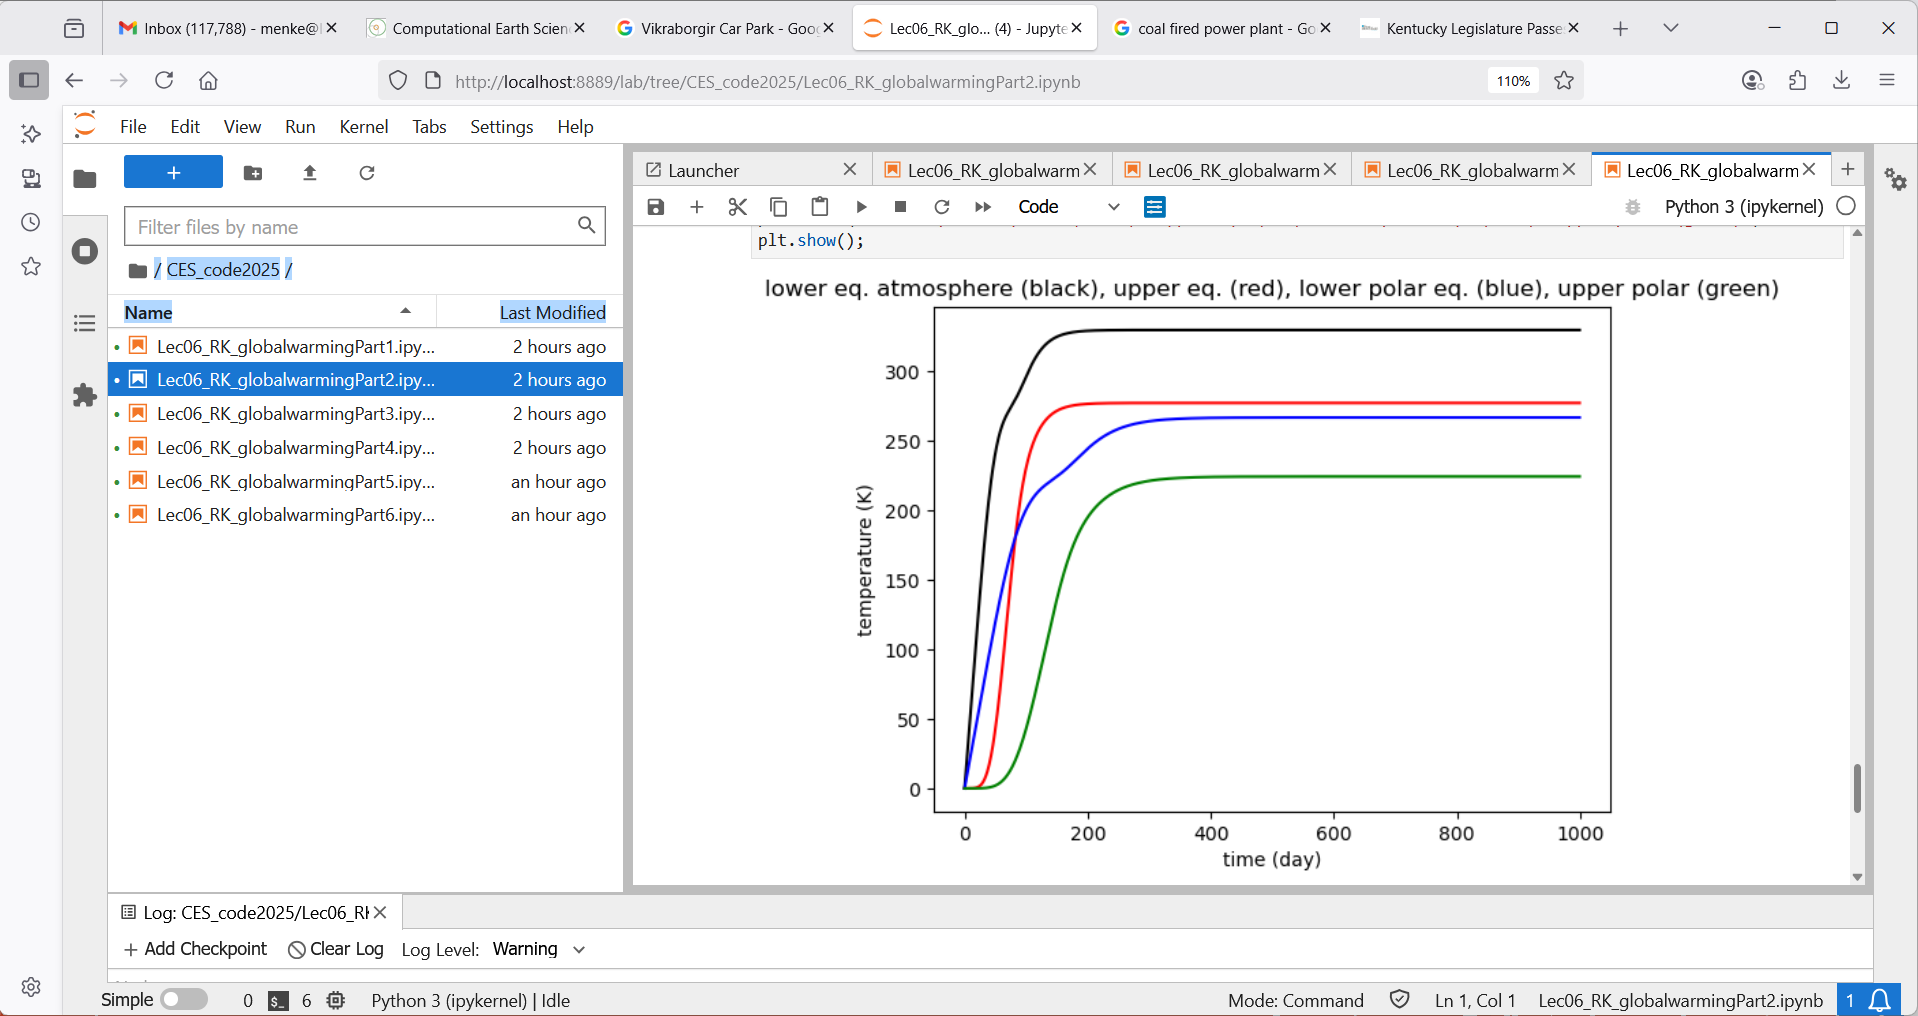 Inbox (117,788) - menke@l
Computational Earth Scien
Vikraborgir Car Park - Goo
Lec06_RK_glo... (4) - Jupyte
coal fired power plant - Go
Kentucky Legislature Passe
http://localhost:8889/lab/tree/CES_code2025/Lec06_RK_globalwarmingPart2.ipynb
110%
File Edit View Run Kernel Tabs Settings Help
+
Filter files by name
/ CES_code2025 /
Name Last Modified
Lec06_RK_globalwarmingPart1.ipy... 2 hours ago
Lec06_RK_globalwarmingPart2.ipy... 2 hours ago
Lec06_RK_globalwarmingPart3.ipy... 2 hours ago
Lec06_RK_globalwarmingPart4.ipy... 2 hours ago
Lec06_RK_globalwarmingPart5.ipy... an hour ago
Lec06_RK_globalwarmingPart6.ipy... an hour ago
Launcher
Lec06_RK_globalwarm
Lec06_RK_globalwarm
Lec06_RK_globalwarm
Lec06_RK_globalwarm
Code
Python 3 (ipykernel)
plt.show();
lower eq. atmosphere (black), upper eq. (red), lower polar eq. (blue), upper polar (green)
temperature (K)
300
250
200
150
100
50
0
0 200 400 600 800 1000
time (day)
Log: CES_code2025/Lec06_R
Add Checkpoint Clear Log Log Level: Warning
Simple 0 $_ 6 Python 3 (ipykernel) | Idle
Mode: Command Ln 1, Col 1 Lec06_RK_globalwarmingPart2.ipynb 1